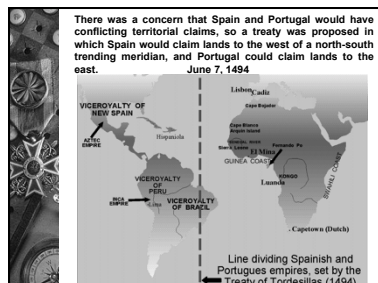 There was a concern that Spain and Portugal would have
conflicting territorial claims, so a treaty was proposed in
which Spain would claim lands to the west of a north-south
trending meridian, and Portugal could claim lands to the
east. June 7, 1494
Lisbon
Cadiz
Cape Bojador
VICEROYALTY OF
NEW SPAIN
Hispaniola
AZTEC
EMPIRE
Cape Blanco
Arguin Island
Sierra Leone
El Mina
Fernando Po
GUINEA COAST
KONGO
SWAHILI COAST
Luanda
VICEROYALTY
OF PERU
INCA
EMPIRE
Lima
VICEROYALTY
OF BRAZIL
Capetown (Dutch)
Line dividing Spainish and
Portugues empires, set by the
Treaty of Tordesillas (1494)